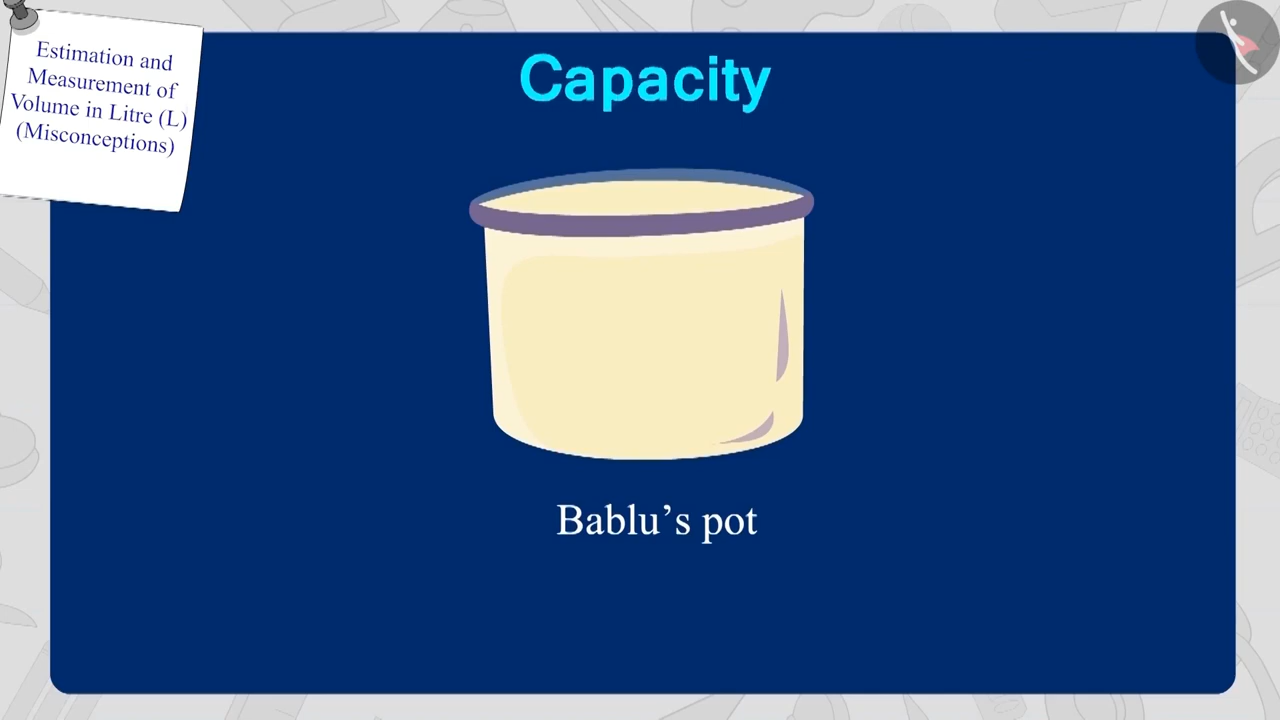 Estimation and
Measurement of
Volume in Litre (L)
(Misconceptions)
Capacity
Bablu’s pot